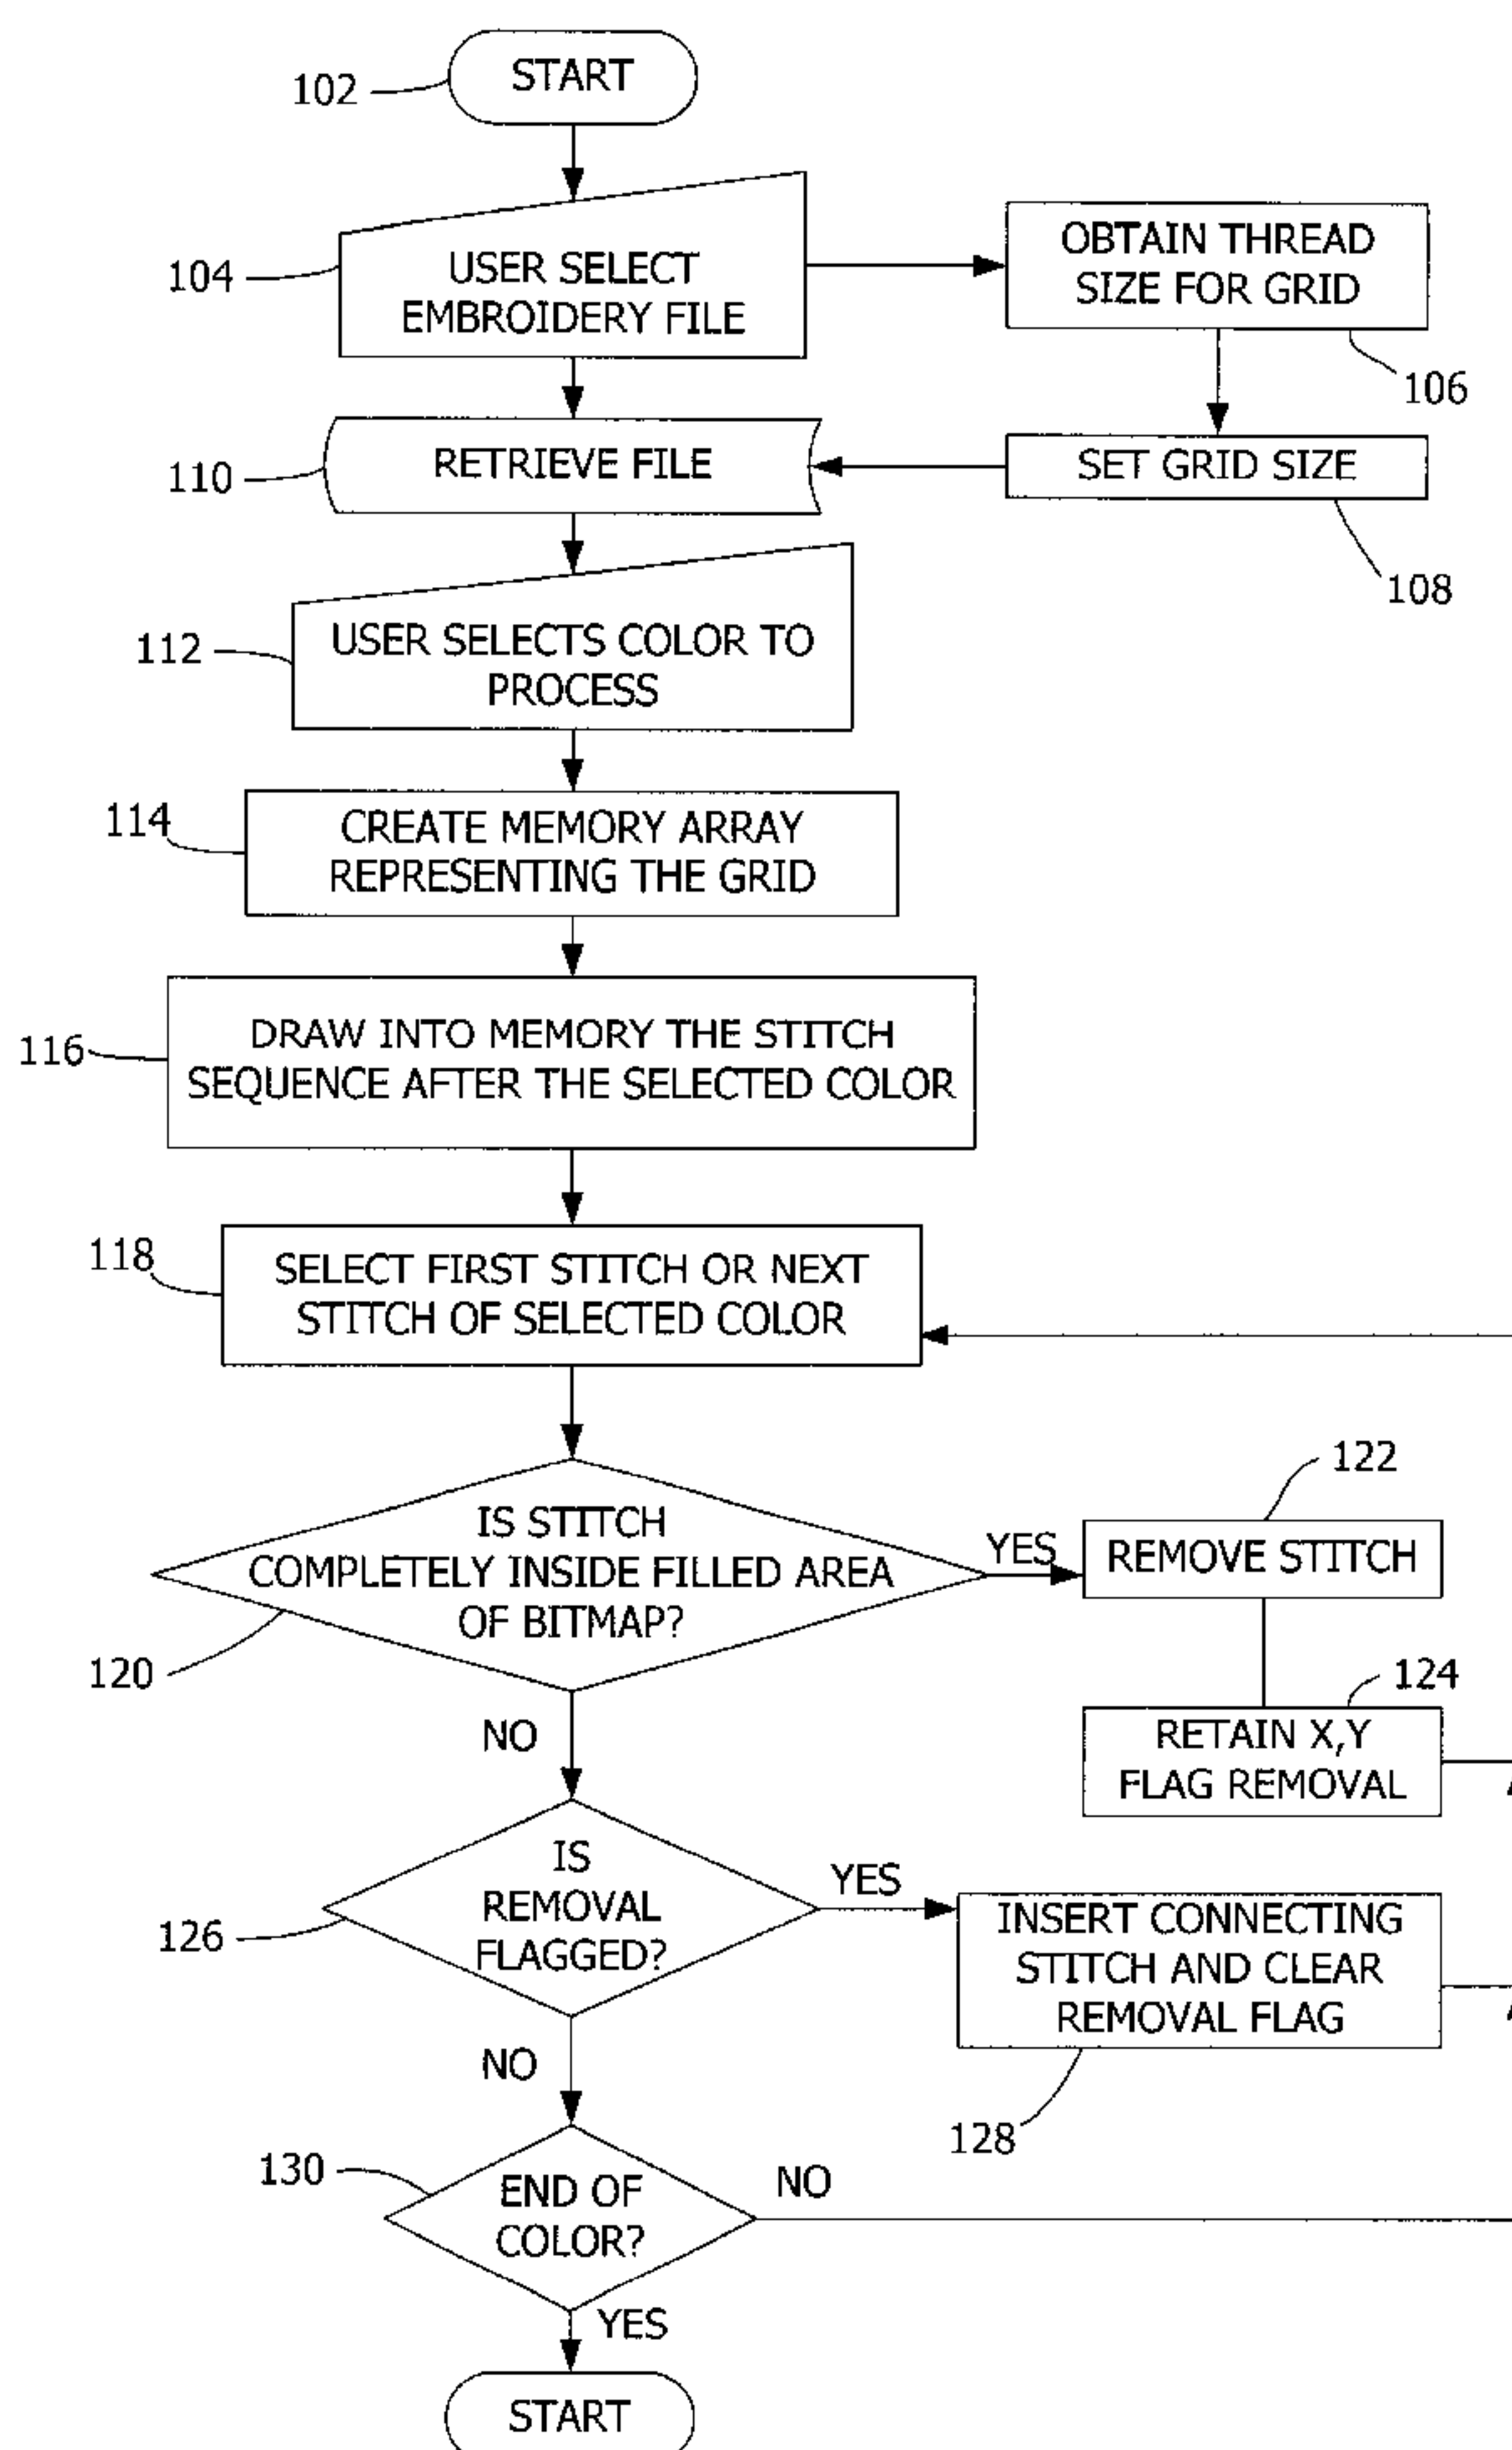 102
START
104
USER SELECT
EMBROIDERY FILE
OBTAIN THREAD
SIZE FOR GRID
106
110
RETRIEVE FILE
SET GRID SIZE
108
112
USER SELECTS COLOR TO
PROCESS
114
CREATE MEMORY ARRAY
REPRESENTING THE GRID
116
DRAW INTO MEMORY THE STITCH
SEQUENCE AFTER THE SELECTED COLOR
118
SELECT FIRST STITCH OR NEXT
STITCH OF SELECTED COLOR
120
IS STITCH
COMPLETELY INSIDE FILLED AREA
OF BITMAP?
YES
122
REMOVE STITCH
124
RETAIN X,Y
FLAG REMOVAL
NO
126
IS
REMOVAL
FLAGGED?
YES
INSERT CONNECTING
STITCH AND CLEAR
REMOVAL FLAG
128
NO
130
END OF
COLOR?
NO
YES
START